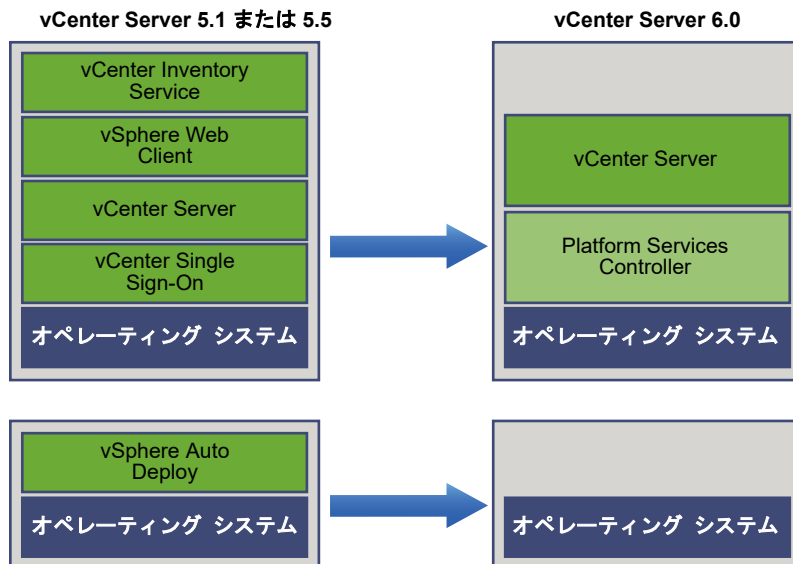 vCenter Server 5.1 または 5.5
vCenter Inventory
Service
vSphere Web
Client
vCenter Server
vCenter Single
Sign-On
オペレーティング システム
vCenter Server 6.0
vCenter Server
Platform Services
Controller
オペレーティング システム
vSphere Auto
Deploy
オペレーティング システム
オペレーティング システム